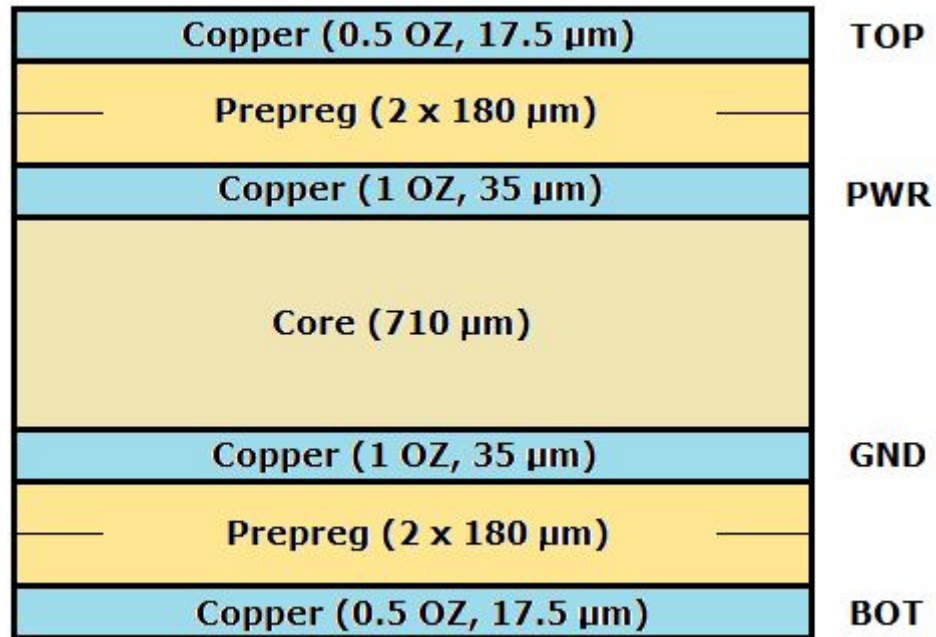 Copper (0.5 OZ, 17.5 µm) TOP
Prepreg (2 x 180 µm)
Copper (1 OZ, 35 µm) PWR
Core (710 µm)
Copper (1 OZ, 35 µm) GND
Prepreg (2 x 180 µm)
Copper (0.5 OZ, 17.5 µm) BOT